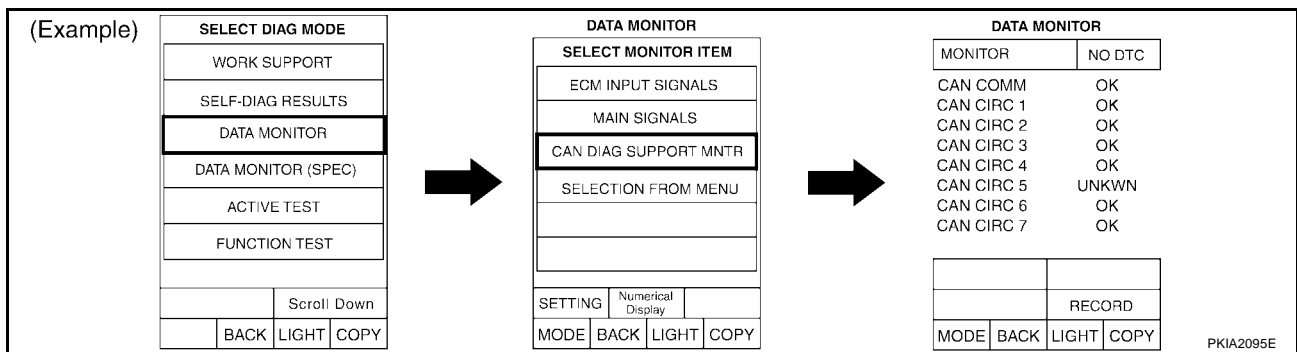 (Example)
SELECT DIAG MODE
WORK SUPPORT
SELF-DIAG RESULTS
DATA MONITOR
DATA MONITOR (SPEC)
ACTIVE TEST
FUNCTION TEST
Scroll Down
BACK LIGHT COPY
DATA MONITOR
SELECT MONITOR ITEM
ECM INPUT SIGNALS
MAIN SIGNALS
CAN DIAG SUPPORT MNTR
SELECTION FROM MENU
SETTING Numerical
Display
MODE BACK LIGHT COPY
DATA MONITOR
MONITOR NO DTC
CAN COMM OK
CAN CIRC 1 OK
CAN CIRC 2 OK
CAN CIRC 3 OK
CAN CIRC 4 OK
CAN CIRC 5 UNKWN
CAN CIRC 6 OK
CAN CIRC 7 OK
RECORD
MODE BACK LIGHT COPY
PKIA2095E